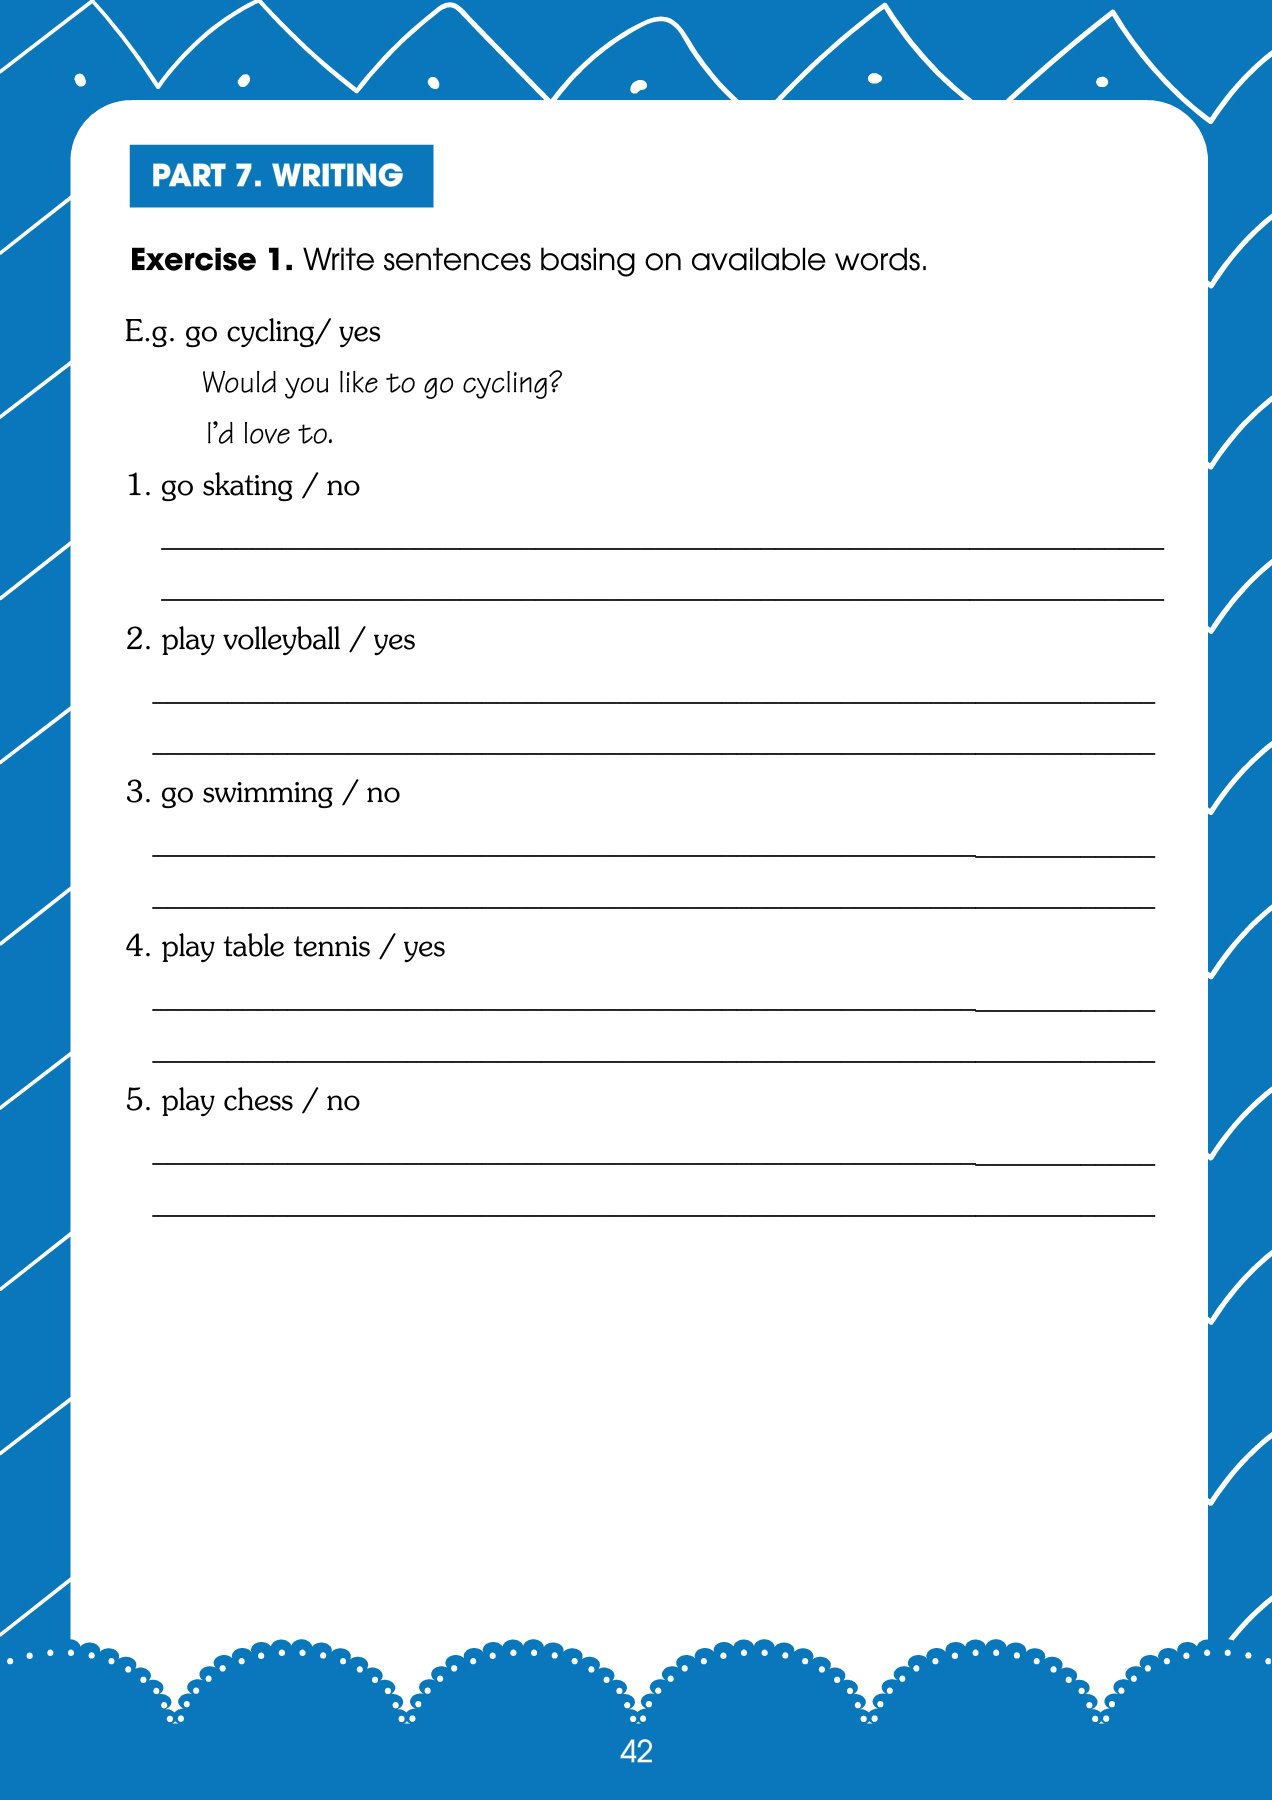 PART 7. WRITING
Exercise 1. Write sentences basing on available words.
E.g. go cycling/ yes
Would you like to go cycling?
I'd love to.
1. go skating / no
2. play volleyball / yes
3. go swimming / no
4. play table tennis / yes
5. play chess / no
42